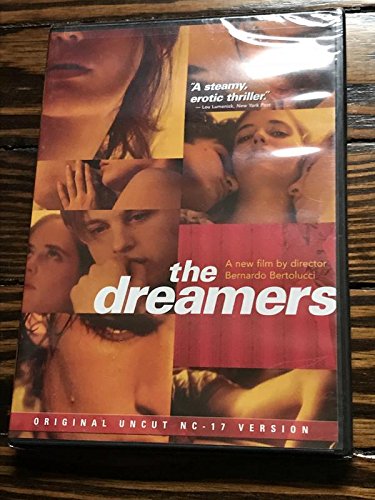 "A steamy,
erotic thriller."
— Lou Lumenick, New York Post
A new film by director
Bernardo Bertolucci
the
dreamers
ORIGINAL UNCUT NC-17 VERSION